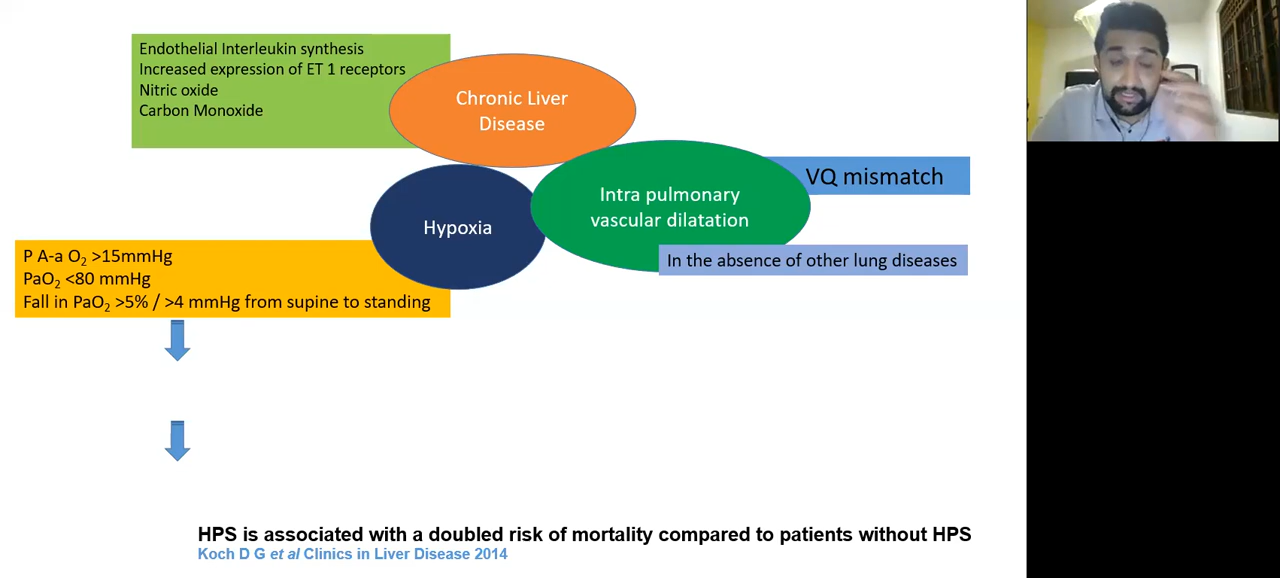 Endothelial Interleukin synthesis
Increased expression of ET 1 receptors
Nitric oxide
Carbon Monoxide
Chronic Liver
Disease
Intra pulmonary
vascular dilatation
VQ mismatch
Hypoxia
In the absence of other lung diseases
P A-a O₂ >15mmHg
PaO₂ <80 mmHg
Fall in PaO₂ >5% / >4 mmHg from supine to standing
HPS is associated with a doubled risk of mortality compared to patients without HPS
Koch D G et al Clinics in Liver Disease 2014